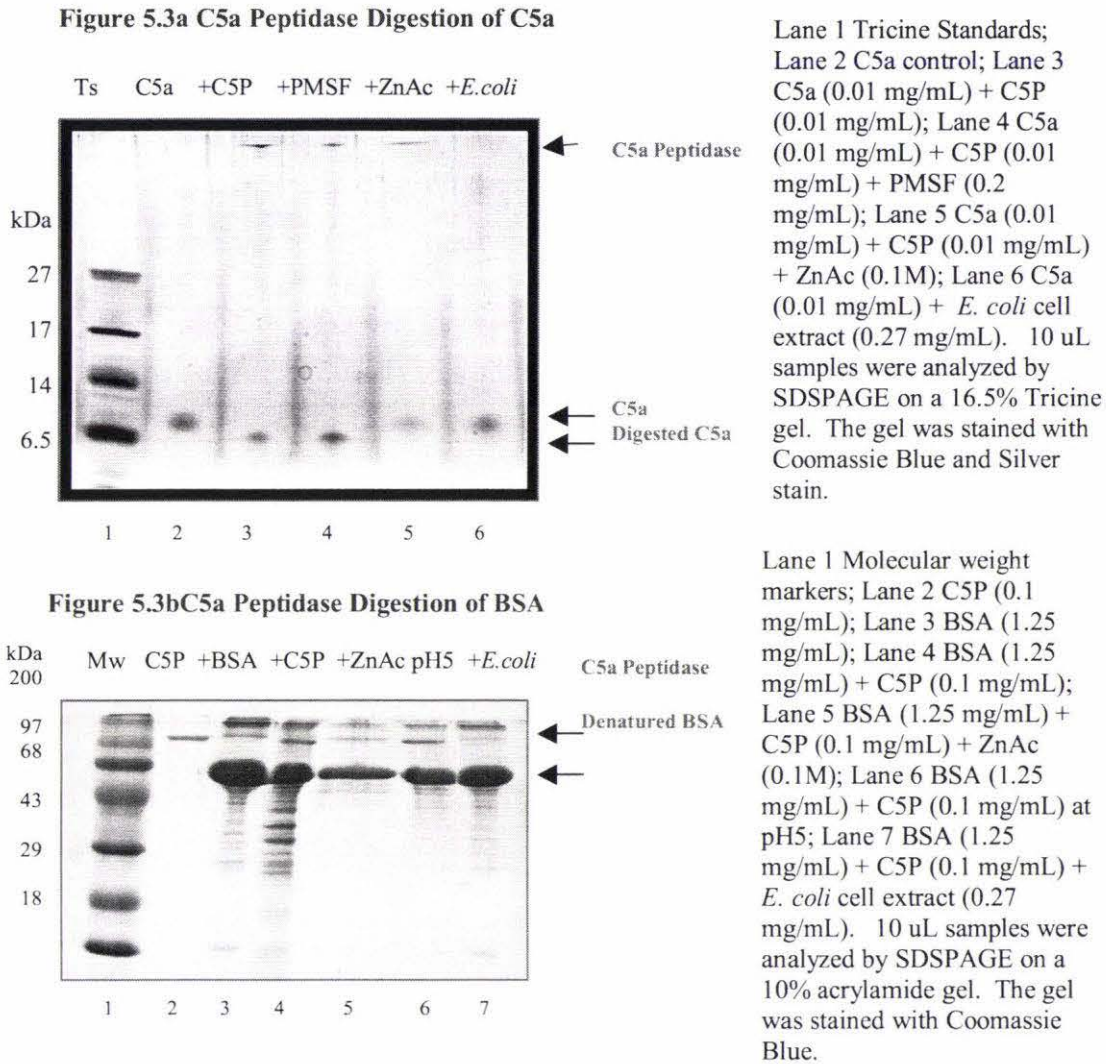 Figure 5.3a C5a Peptidase Digestion of C5a
Ts C5a +C5P +PMSF +ZnAc +E.coli
C5a Peptidase
kDa
27
17
14
6.5
C5a
Digested C5a
1 2 3 4 5 6
Lane 1 Tricine Standards;
Lane 2 C5a control; Lane 3
C5a (0.01 mg/mL) + C5P
(0.01 mg/mL); Lane 4 C5a
(0.01 mg/mL) + C5P (0.01
mg/mL) + PMSF (0.2
mg/mL); Lane 5 C5a (0.01
mg/mL) + C5P (0.01 mg/mL)
+ ZnAc (0.1M); Lane 6 C5a
(0.01 mg/mL) + E. coli cell
extract (0.27 mg/mL). 10 uL
samples were analyzed by
SDSPAGE on a 16.5% Tricine
gel. The gel was stained with
Coomassie Blue and Silver
stain.
Figure 5.3bC5a Peptidase Digestion of BSA
kDa Mw C5P +BSA +C5P +ZnAc pH5 +E.coli
200
C5a Peptidase
97
Denatured BSA
68
43
29
18
1 2 3 4 5 6 7
Lane 1 Molecular weight
markers; Lane 2 C5P (0.1
mg/mL); Lane 3 BSA (1.25
mg/mL); Lane 4 BSA (1.25
mg/mL) + C5P (0.1 mg/mL);
Lane 5 BSA (1.25 mg/mL) +
C5P (0.1 mg/mL) + ZnAc
(0.1M); Lane 6 BSA (1.25
mg/mL) + C5P (0.1 mg/mL) at
pH5; Lane 7 BSA (1.25
mg/mL) + C5P (0.1 mg/mL) +
E. coli cell extract (0.27
mg/mL). 10 uL samples were
analyzed by SDSPAGE on a
10% acrylamide gel. The gel
was stained with Coomassie
Blue.